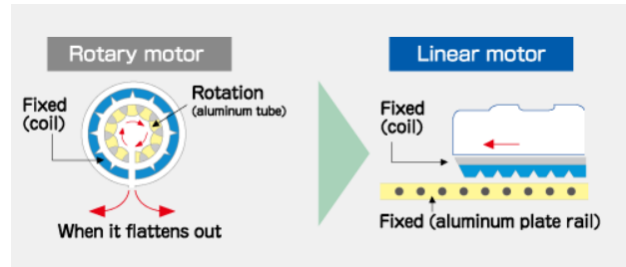 Rotary motor
Fixed
(coil)
Rotation
(aluminum tube)
When it flattens out
Linear motor
Fixed
(coil)
Fixed (aluminum plate rail)